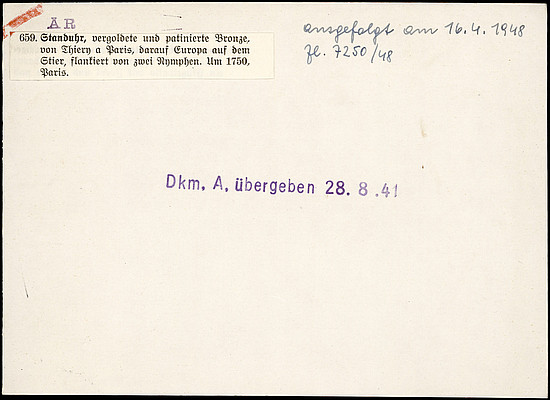 ÄR
659. Standuhr, vergoldete und patinierte Bronze,
von Thiery a Paris, darauf Europa auf dem
Stier, flankiert von zwei Nymphen. Um 1750,
Paris.
ausgefolgt am 16.4.1948
Zl. 7250/48
Dkm. A. übergeben 28. 8.41